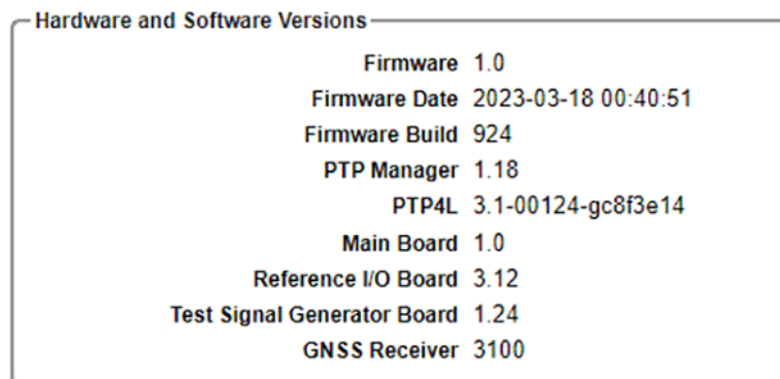 Hardware and Software Versions
Firmware 1.0
Firmware Date 2023-03-18 00:40:51
Firmware Build 924
PTP Manager 1.18
PTP4L 3.1-00124-gc8f3e14
Main Board 1.0
Reference I/O Board 3.12
Test Signal Generator Board 1.24
GNSS Receiver 3100